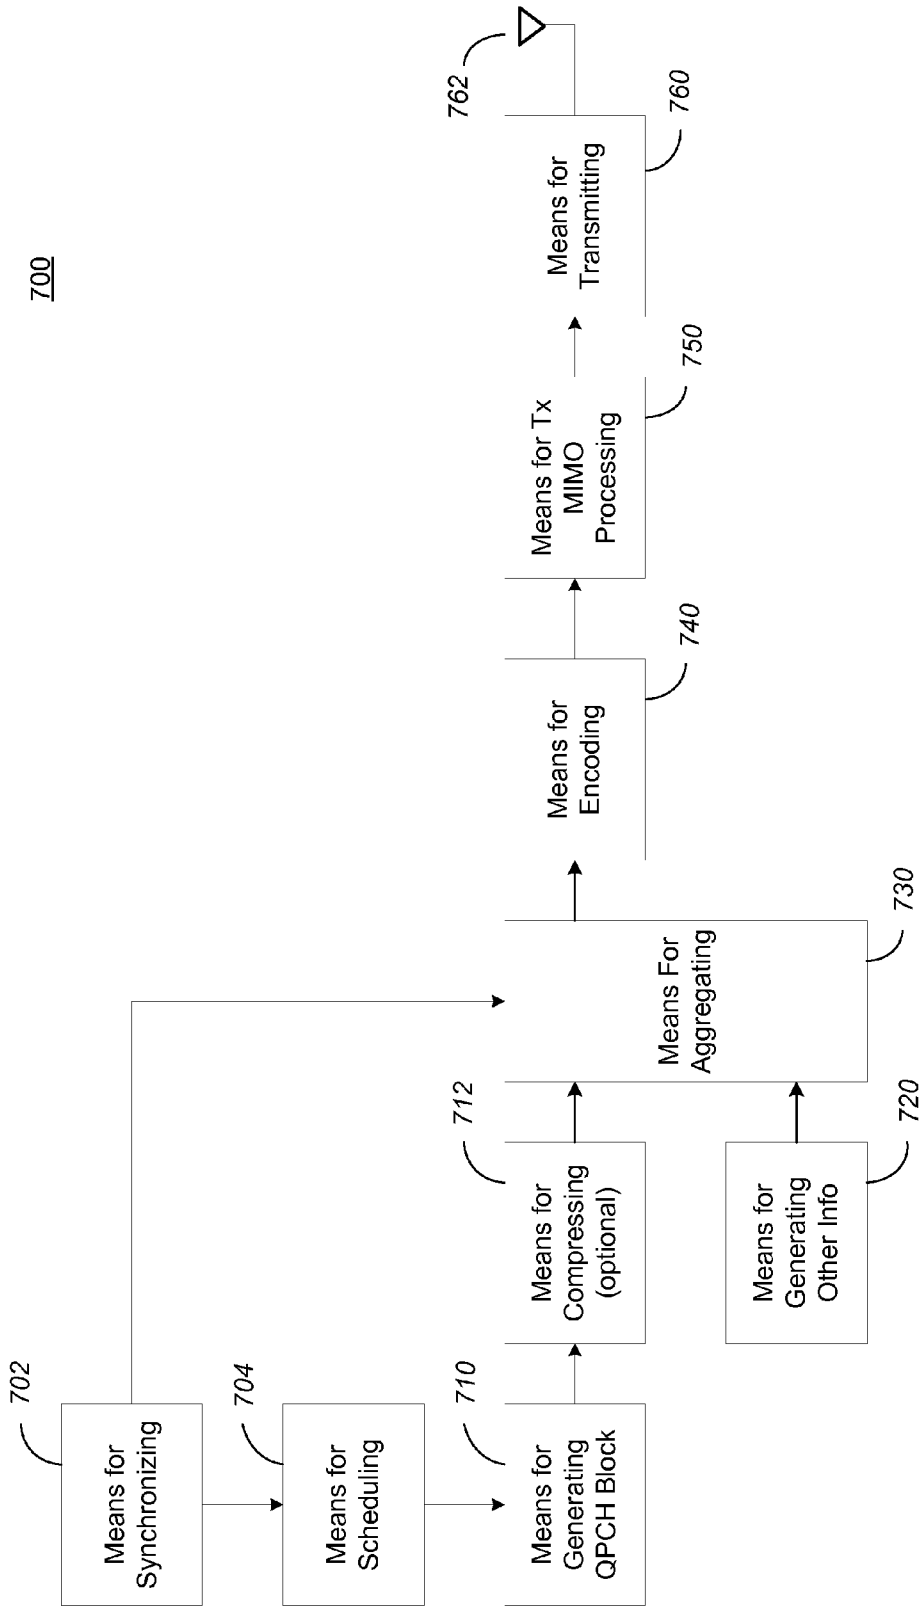 700
702
Means for
Synchronizing
704
Means for
Scheduling
710
Means for
Generating
QPCH Block
712
Means for
Compressing
(optional)
720
Means for
Generating
Other Info
730
Means For
Aggregating
740
Means for
Encoding
750
Means for Tx
MIMO
Processing
760
Means for
Transmitting
762